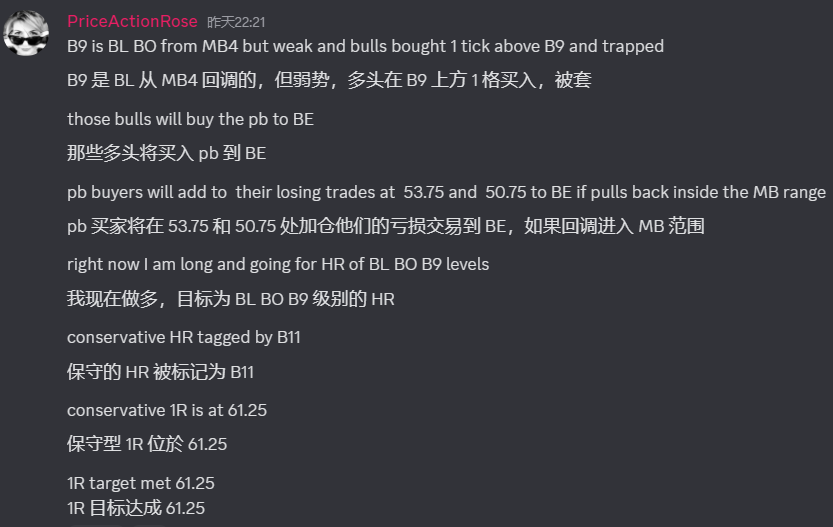 PriceActionRose 昨天22:21
B9 is BL BO from MB4 but weak and bulls bought 1 tick above B9 and trapped
B9 是 BL 从 MB4 回调的，但弱势，多头在 B9 上方 1 格买入，被套
those bulls will buy the pb to BE
那些多头将买入 pb 到 BE
pb buyers will add to  their losing trades at  53.75 and  50.75 to BE if pulls back inside the MB range
pb 买家将在 53.75 和 50.75 处加仓他们的亏损交易到 BE，如果回调进入 MB 范围
right now I am long and going for HR of BL BO B9 levels
我现在做多，目标为 BL BO B9 级别的 HR
conservative HR tagged by B11
保守的 HR 被标记为 B11
conservative 1R is at 61.25
保守型 1R 位於 61.25
1R target met 61.25
1R 目标达成 61.25